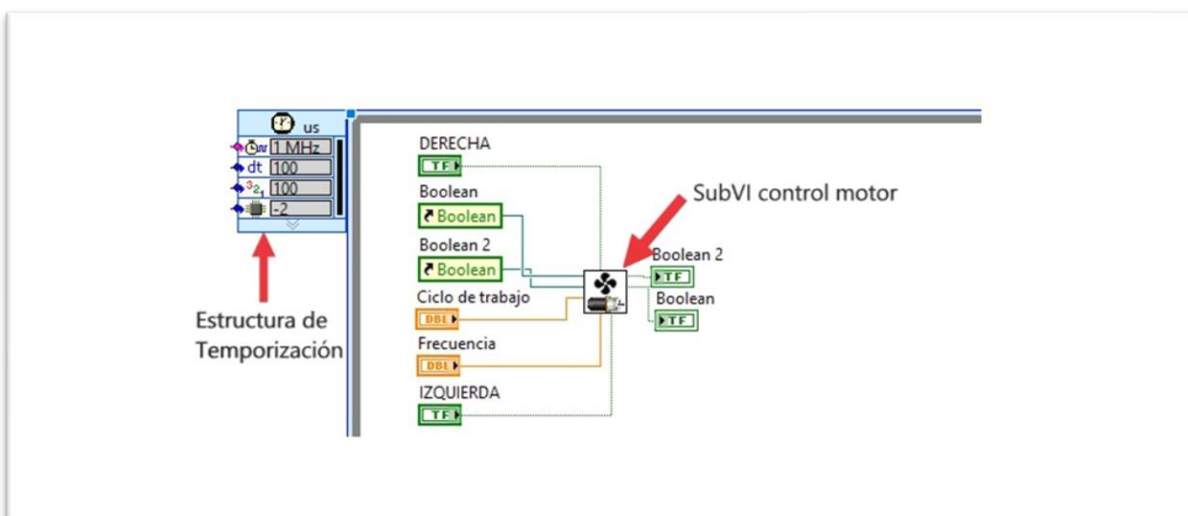 us
1 MHz
dt 100
100
-2
DERECHA
TF
Boolean
Boolean
Boolean 2
Boolean
Ciclo de trabajo
DBL
Frecuencia
DBL
IZQUIERDA
TF
SubVI control motor
Boolean 2
TF
Boolean
TF
Estructura de
Temporización